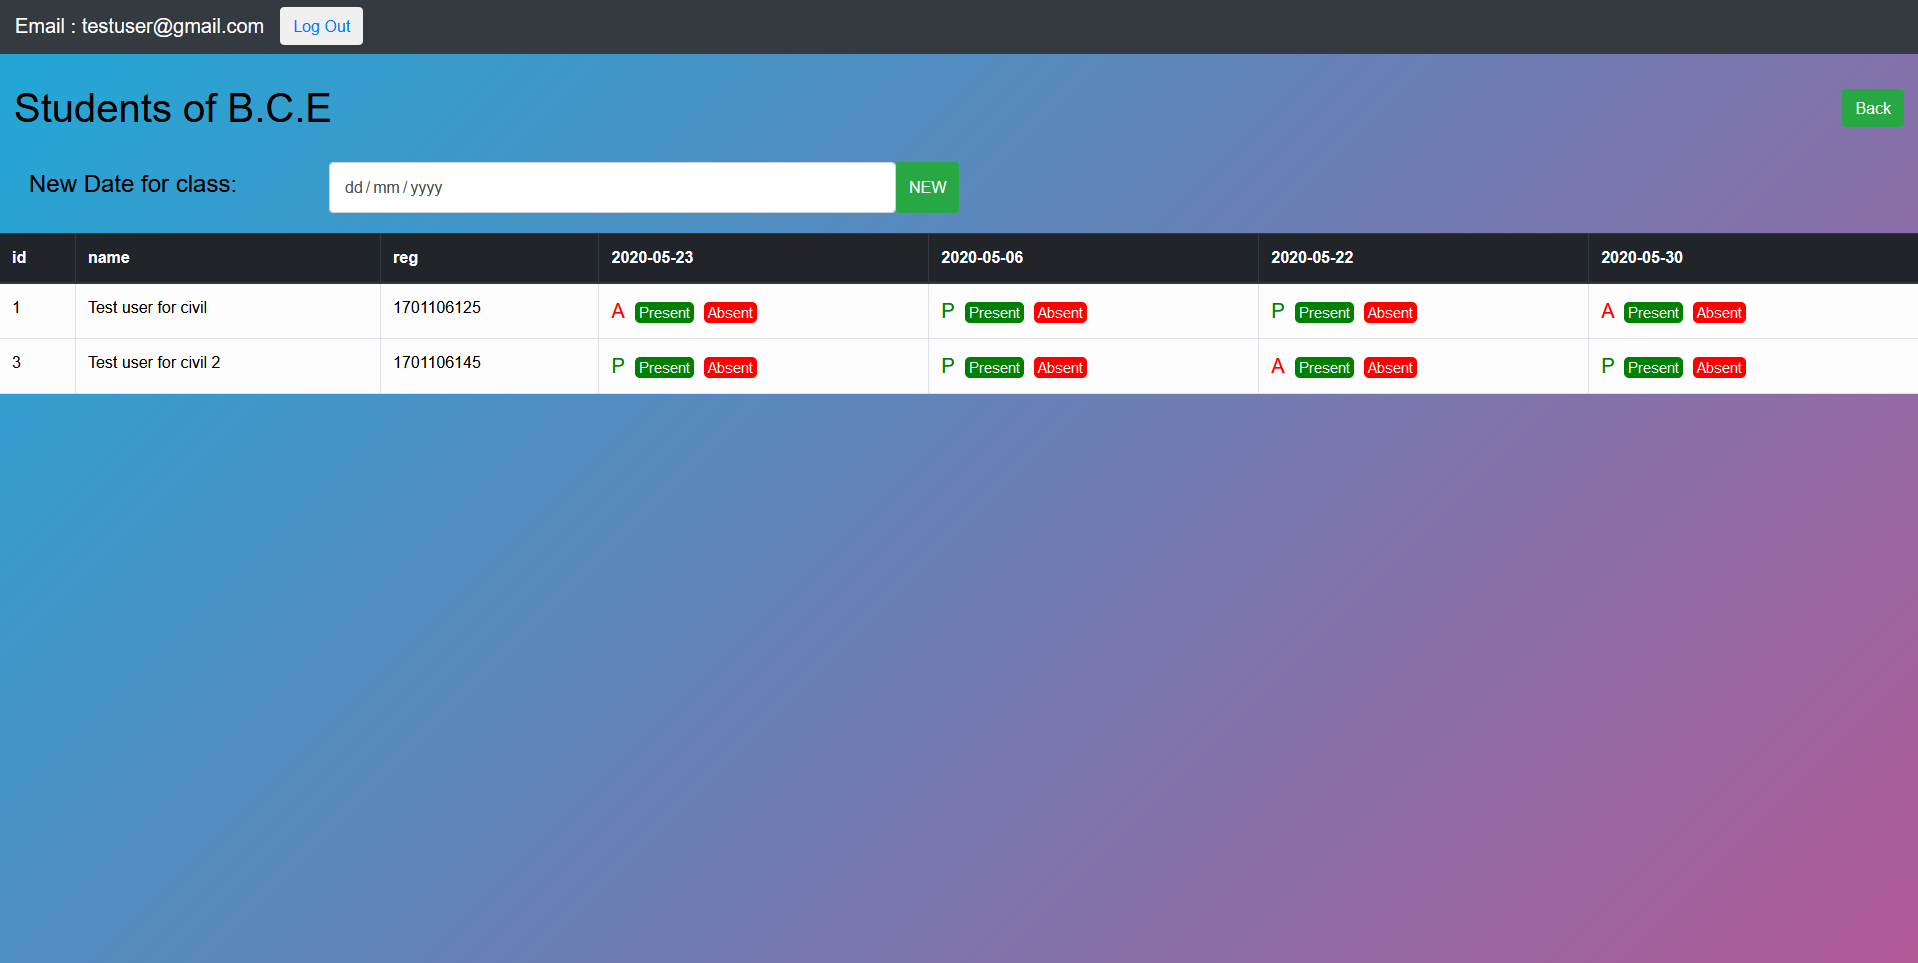 Email : testuser@gmail.com Log Out
Students of B.C.E Back
New Date for class: dd/mm/yyyy NEW
id name reg 2020-05-23 2020-05-06 2020-05-22 2020-05-30
1 Test user for civil 1701106125 A Present Absent P Present Absent P Present Absent A Present Absent
3 Test user for civil 2 1701106145 P Present Absent P Present Absent A Present Absent P Present Absent